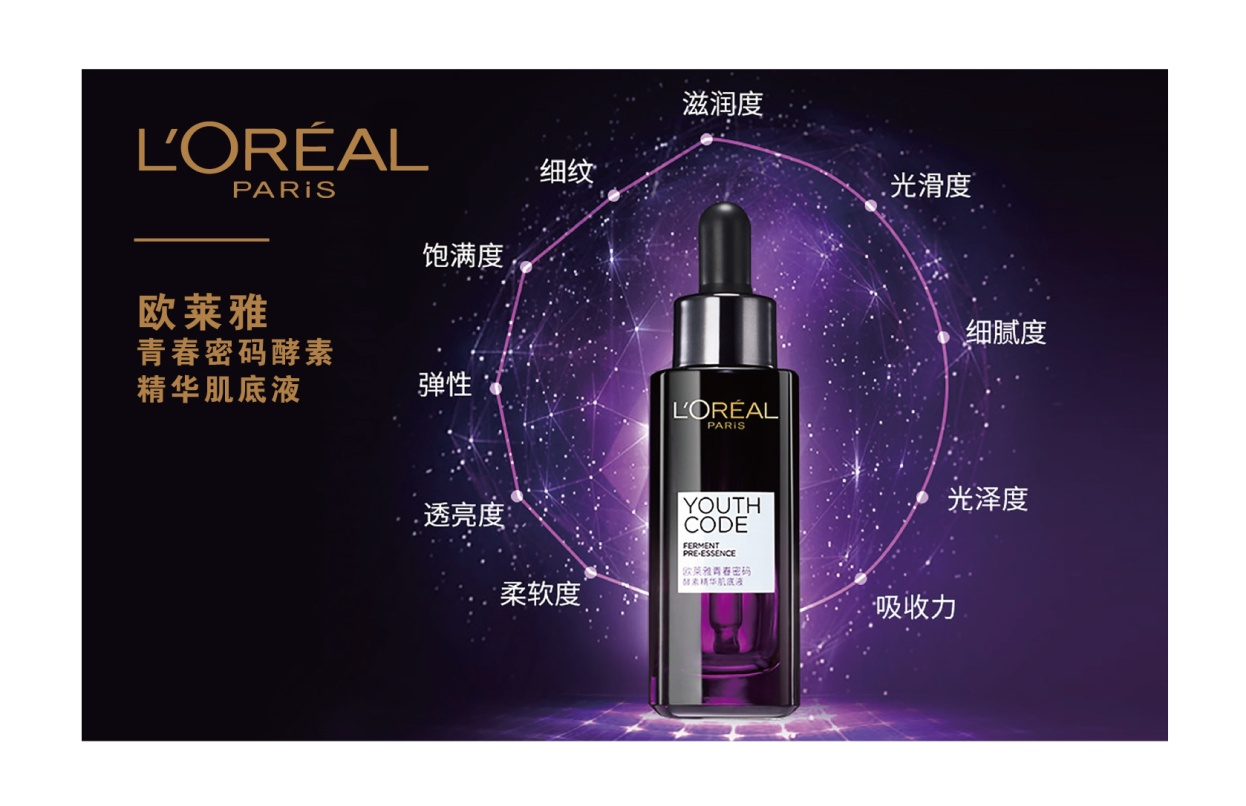 L'ORÉAL
PARiS
欧莱雅
青春密码酵素
精华肌底液
滋润度
细纹
光滑度
饱满度
细腻度
弹性
光泽度
透亮度
柔软度
吸收力
L'ORÉAL
PARiS
YOUTH
CODE
FERMENT
PRE-ESSENCE
欧莱雅青春密码
酵素精华肌底液